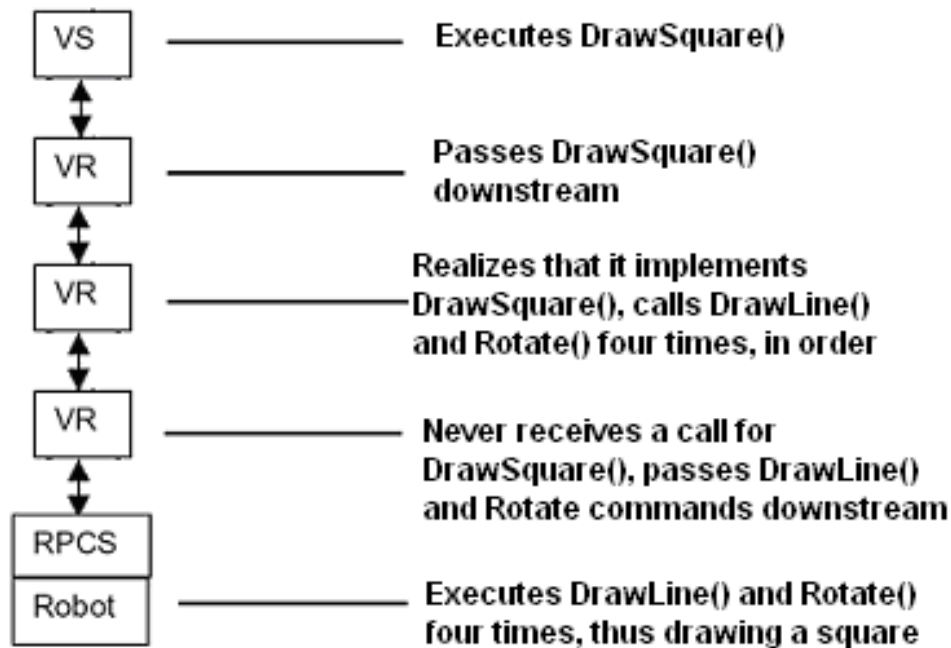 VS
Executes DrawSquare()
VR
Passes DrawSquare()
downstream
VR
Realizes that it implements
DrawSquare(), calls DrawLine()
and Rotate() four times, in order
VR
Never receives a call for
DrawSquare(), passes DrawLine()
and Rotate commands downstream
RPCS
Robot
Executes DrawLine() and Rotate()
four times, thus drawing a square